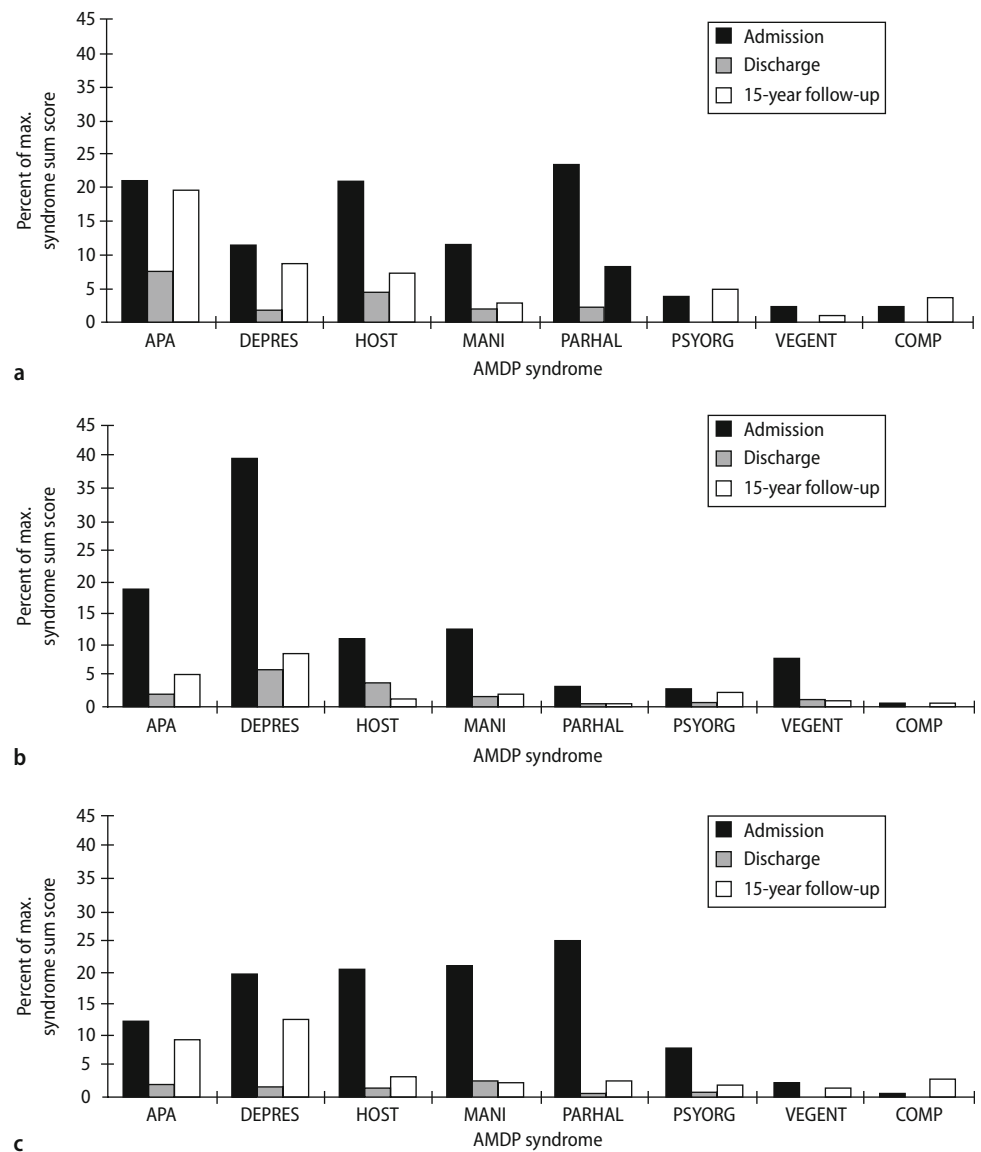 45
40
35
30
25
20
15
10
5
0
Percent of max.
syndrome sum score
Admission
Discharge
15-year follow-up
APA DEPRES HOST MANI PARHAL PSYORG VEGENT COMP
AMDP syndrome
a
45
40
35
30
20
15
10
5
0
Percent of max.
syndrome sum score
Admission
Discharge
15-year follow-up
APA DEPRES HOST MANI PARHAL PSYORG VEGENT COMP
AMDP syndrome
b
45
40
35
30
25
20
15
10
5
0
Percent of max.
syndrome sum score
Admission
Discharge
15-year follow-up
APA DEPRES HOST MANI PARHAL PSYORG VEGENT COMP
AMDP syndrome
c